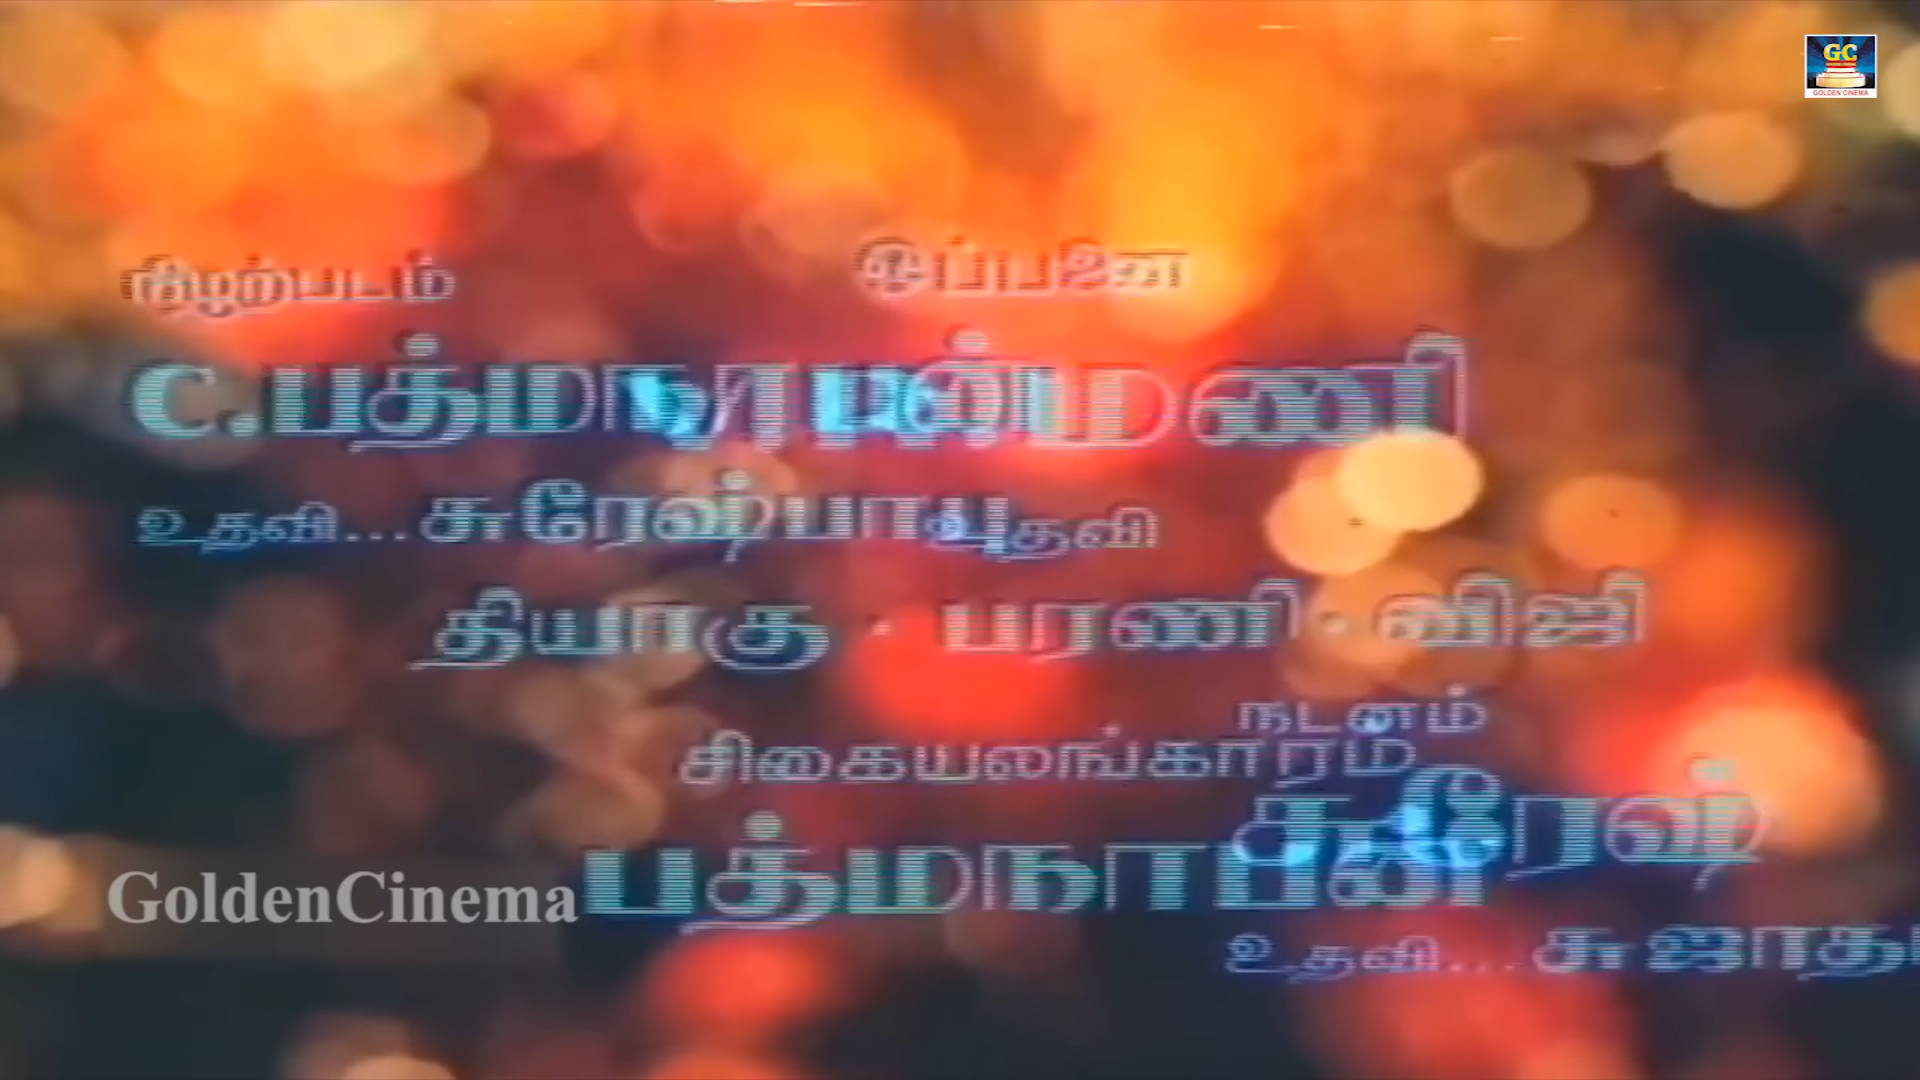 GC
GOLDEN CINEMA
நிழற்படம்
ஒப்பனை
C.பத்மநாபன்
மணி
உதவி...சுரேஷ்பாபு
உதவி
தியாகு · பரணி · விஜி
நடனம்
சிகையலங்காரம்
சுரேஷ்
பத்மநாபன்
GoldenCinema
உதவி...சுஜாதா